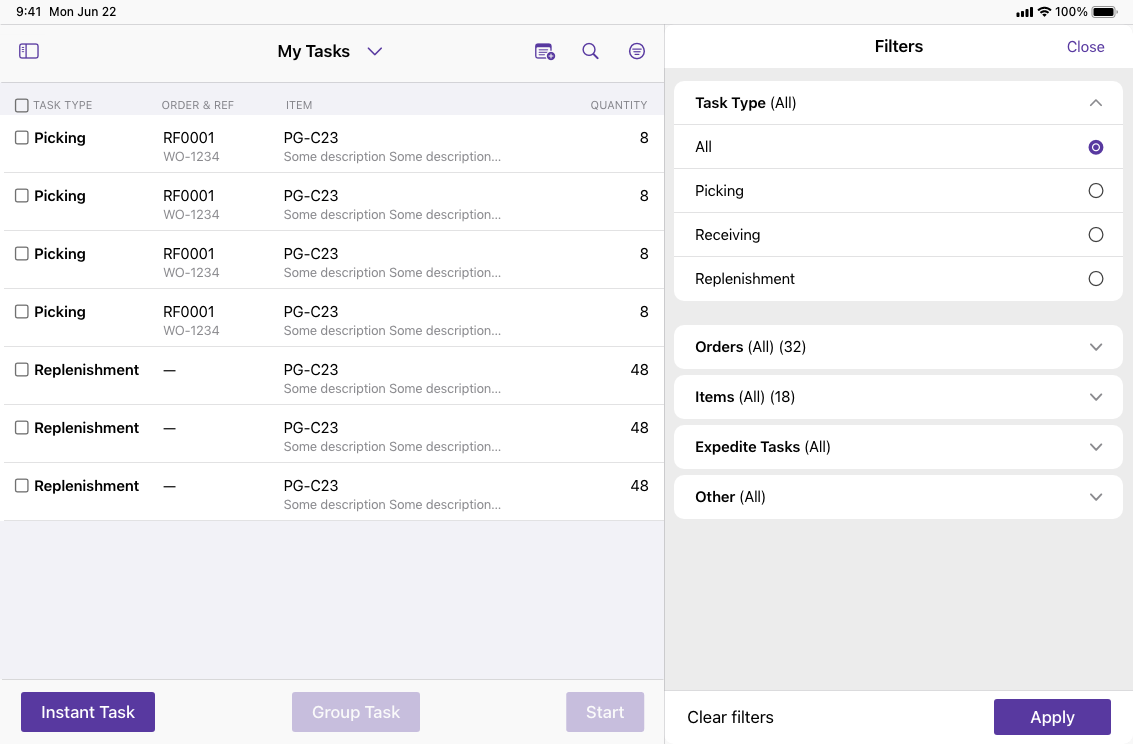 9:41 Mon Jun 22
100%
My Tasks
TASK TYPE ORDER & REF ITEM QUANTITY
Picking RF0001 PG-C23 8
WO-1234 Some description Some description...
Picking RF0001 PG-C23 8
WO-1234 Some description Some description...
Picking RF0001 PG-C23 8
WO-1234 Some description Some description...
Picking RF0001 PG-C23 8
WO-1234 Some description Some description...
Replenishment — PG-C23 48
Some description Some description...
Replenishment — PG-C23 48
Some description Some description...
Replenishment — PG-C23 48
Some description Some description...
Instant Task Group Task Start
Filters Close
Task Type (All)
All
Picking
Receiving
Replenishment
Orders (All) (32)
Items (All) (18)
Expedite Tasks (All)
Other (All)
Clear filters Apply